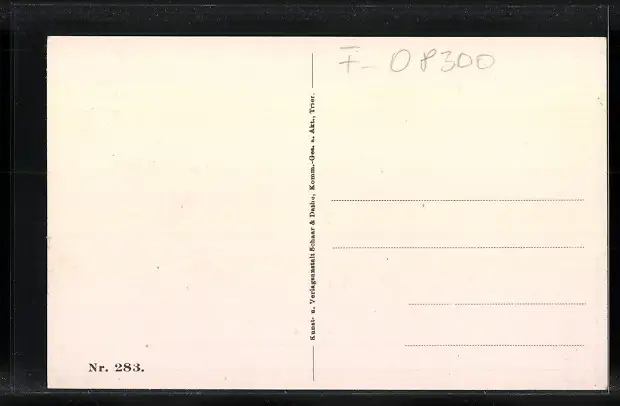 F-08300
Kunst- u. Verlagsanstalt Schaar & Dathe, Komm.-Ges. a. Akt., Trier.
Nr. 283.